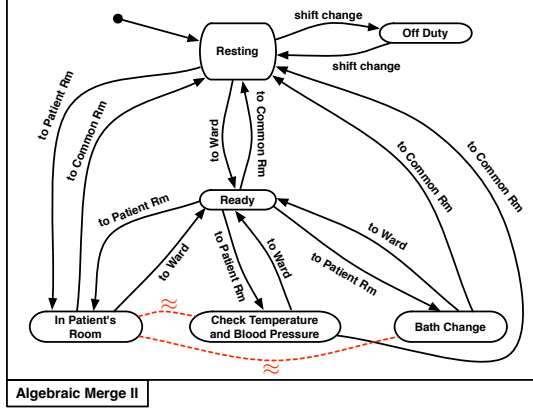 shift change
Off Duty
Resting
shift change
to Patient Rm
to Common Rm
to Ward
to Common Rm
to Common Rm
to Common Rm
Ready
to Patient Rm
to Ward
to Patient Rm
to Ward
to Ward
to Patient Rm
≈
In Patient's
Room
Check Temperature
and Blood Pressure
Bath Change
≈
Algebraic Merge II